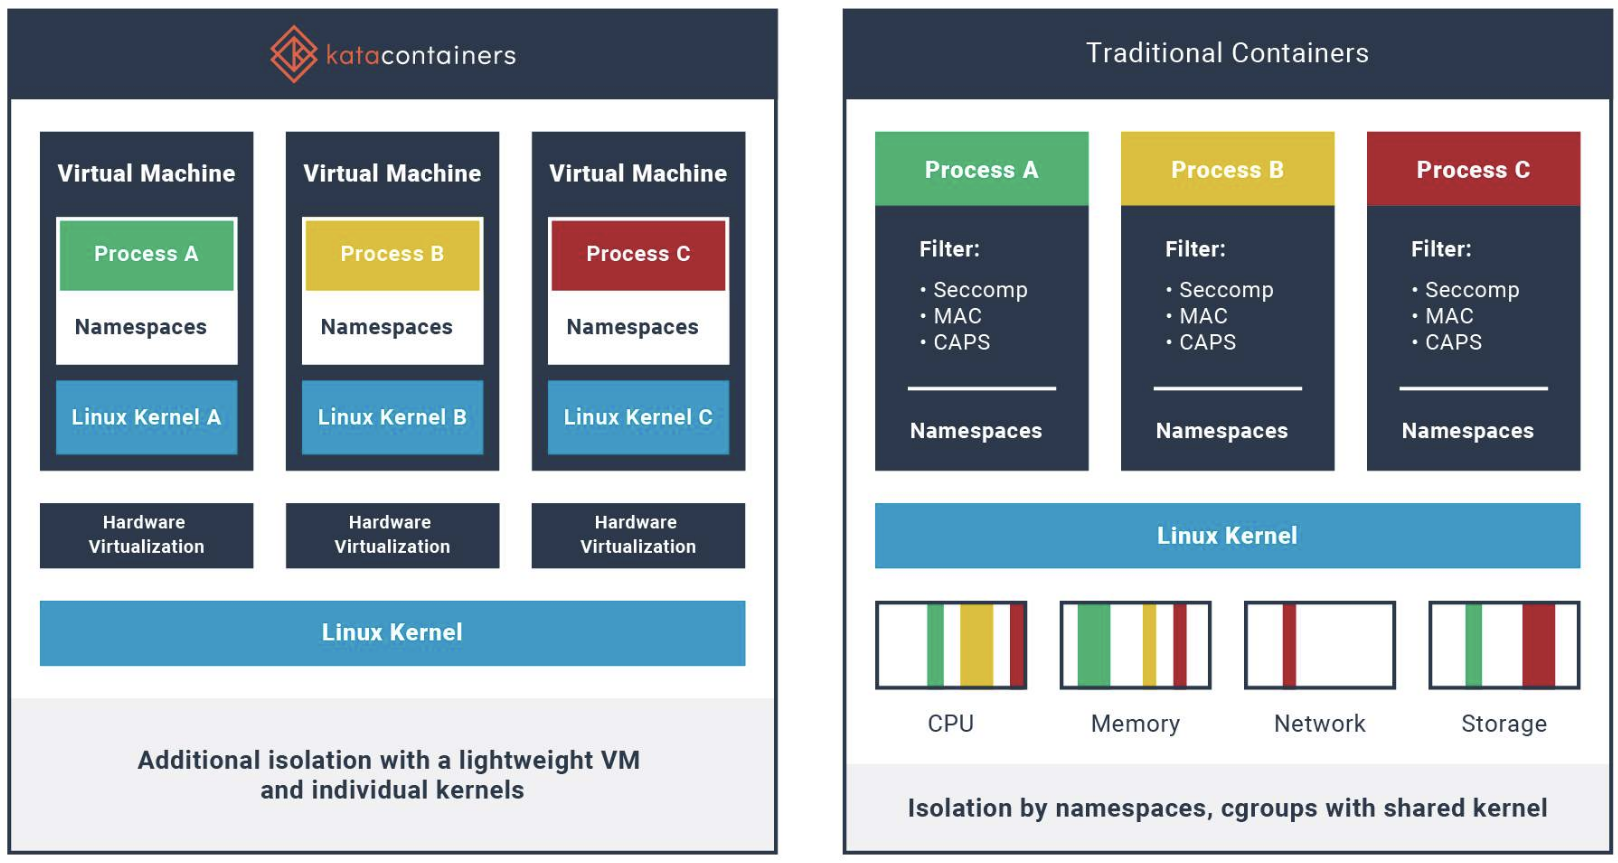 katacontainers
Virtual Machine
Process A
Namespaces
Linux Kernel A
Virtual Machine
Process B
Namespaces
Linux Kernel B
Virtual Machine
Process C
Namespaces
Linux Kernel C
Hardware
Virtualization
Hardware
Virtualization
Hardware
Virtualization
Linux Kernel
Additional isolation with a lightweight VM
and individual kernels
Traditional Containers
Process A
Filter:
• Seccomp
• MAC
• CAPS
Namespaces
Process B
Filter:
• Seccomp
• MAC
• CAPS
Namespaces
Process C
Filter:
• Seccomp
• MAC
• CAPS
Namespaces
Linux Kernel
CPU
Memory
Network
Storage
Isolation by namespaces, cgroups with shared kernel